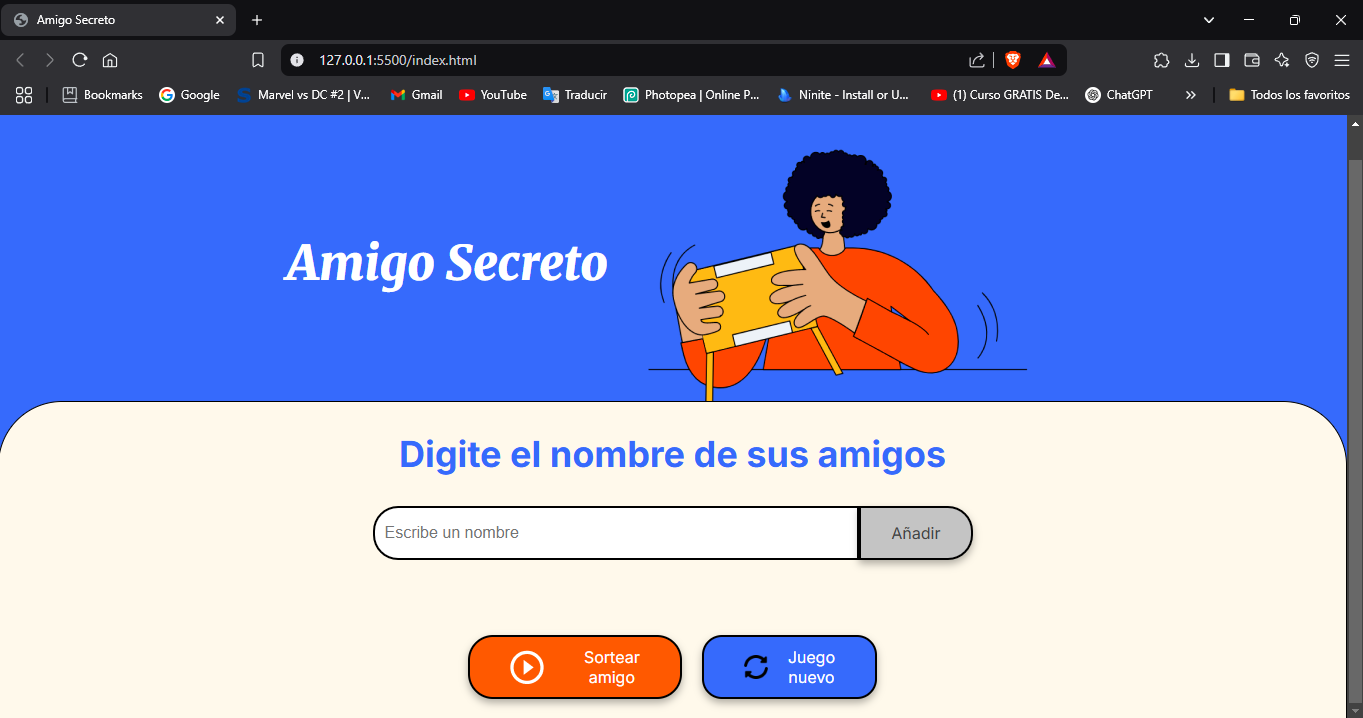 Amigo Secreto
127.0.0.1:5500/index.html
Bookmarks Google Marvel vs DC #2 | V... Gmail YouTube Traducir Photopea | Online P... Ninite - Install or U... (1) Curso GRATIS De... ChatGPT » Todos los favoritos
Amigo Secreto
Digite el nombre de sus amigos
Escribe un nombre Añadir
Sortear Juego
amigo nuevo